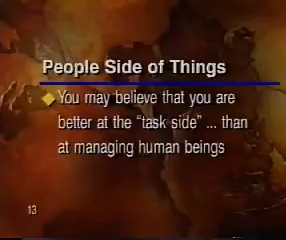 People Side of Things
You may believe that you are
better at the “task side” ... than
at managing human beings
13